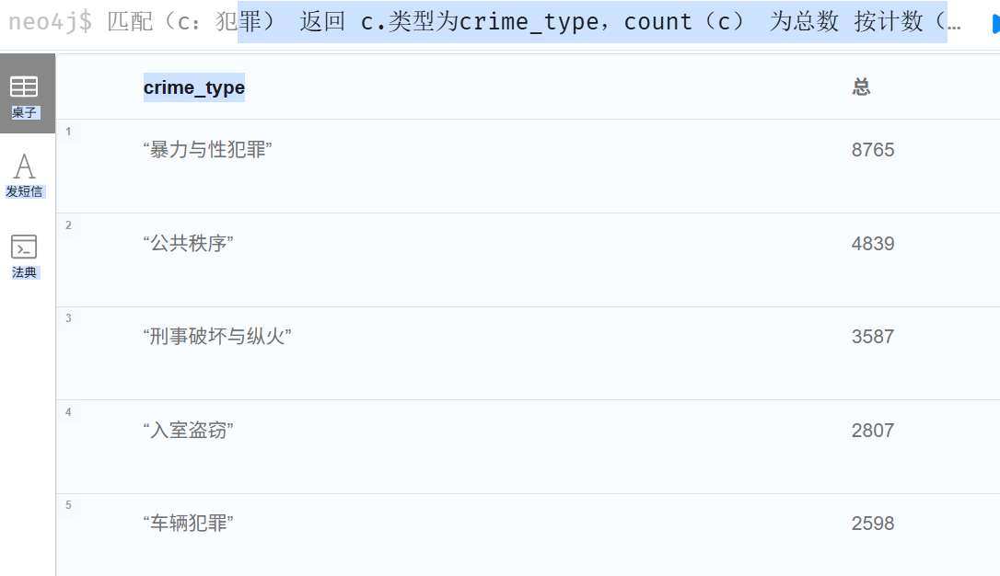 neo4j$ 匹配（c：犯罪） 返回 c.类型为crime_type，count（c） 为总数 按计数（…
crime_type 总
桌子
1 “暴力与性犯罪” 8765
A
发短信
2 “公共秩序” 4839
法典
3 “刑事破坏与纵火” 3587
4 “入室盗窃” 2807
5 “车辆犯罪” 2598